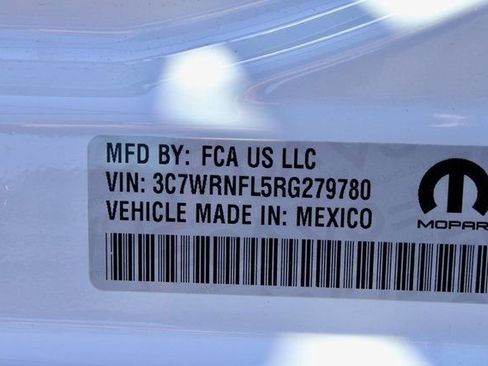 MFD BY: FCA US LLC
VIN: 3C7WRNFL5RG279780
VEHICLE MADE IN: MEXICO
MOPAR